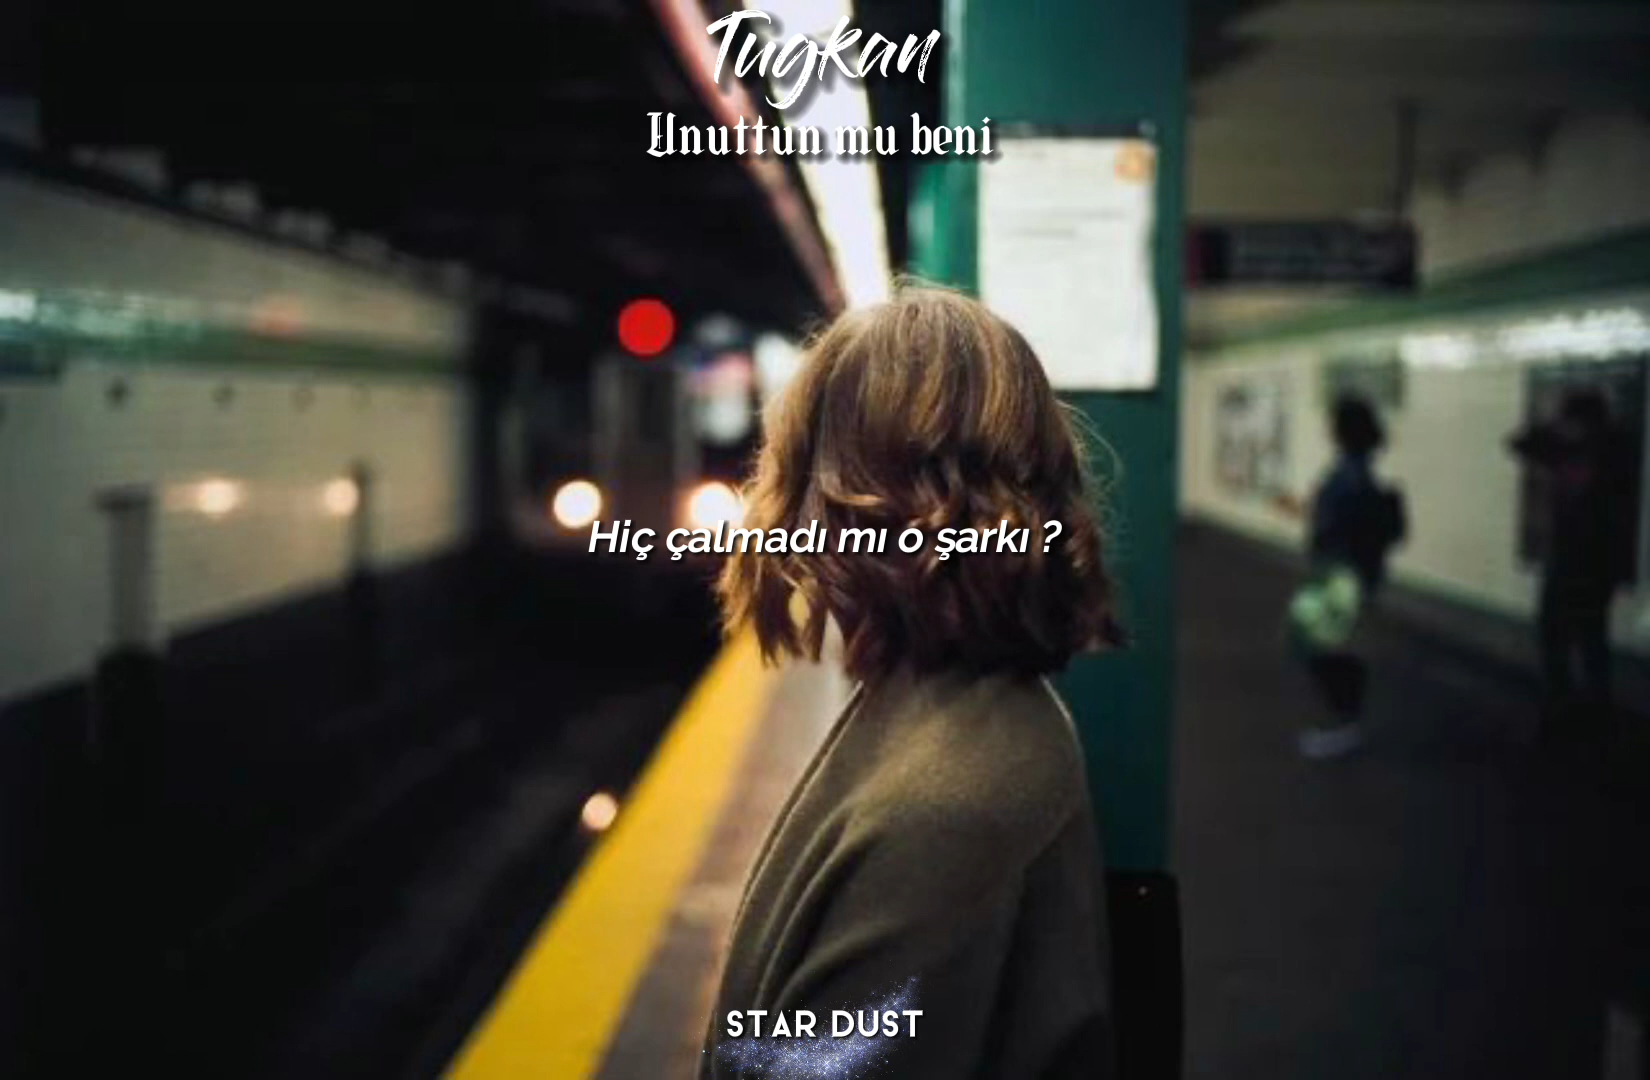 Tugkan
Unuttun mu beni
Hiç çalmadı mı o şarkı ?
STAR DUST